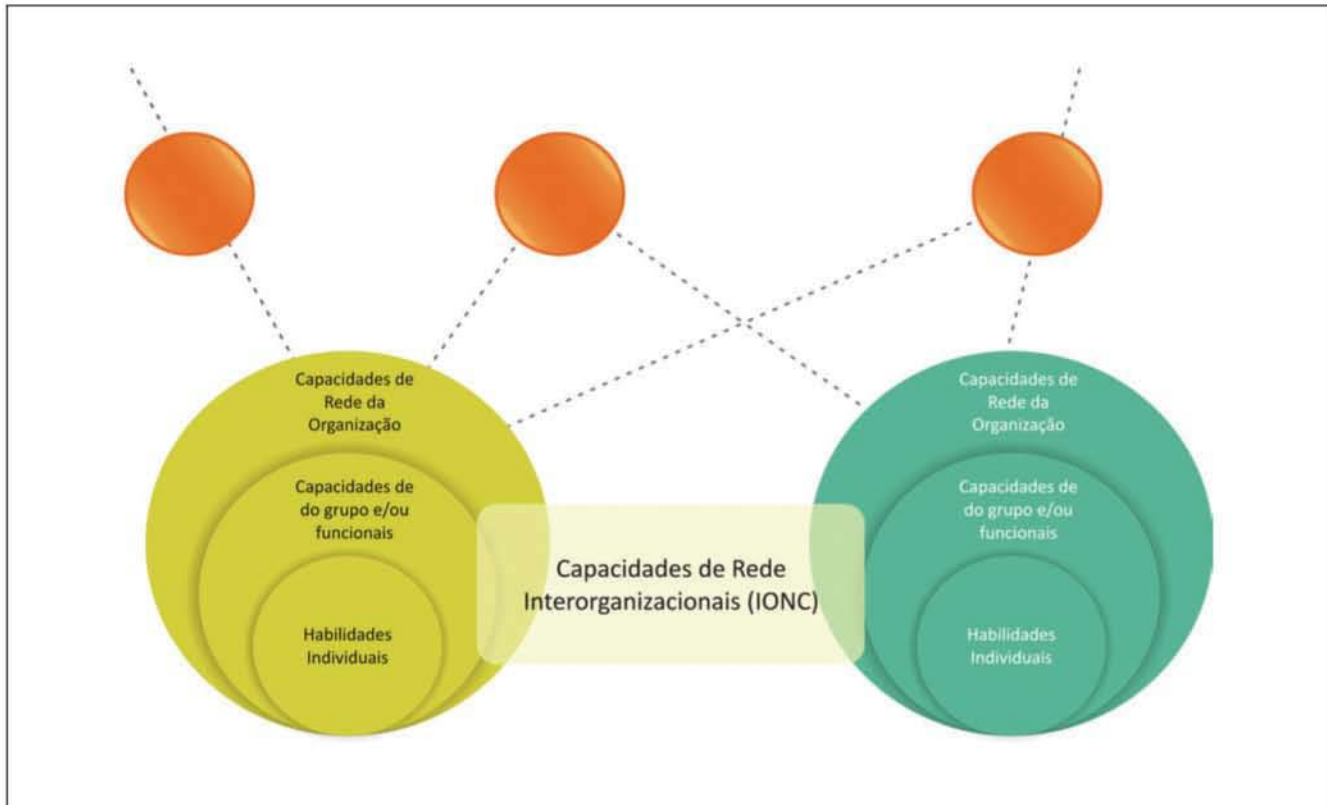 Capacidades de
Rede da
Organização
Capacidades de
do grupo e/ou
funcionais
Habilidades
Individuais
Capacidades de Rede
Interorganizacionais (IONC)
Capacidades de
Rede da
Organização
Capacidades de
do grupo e/ou
funcionais
Habilidades
Individuais